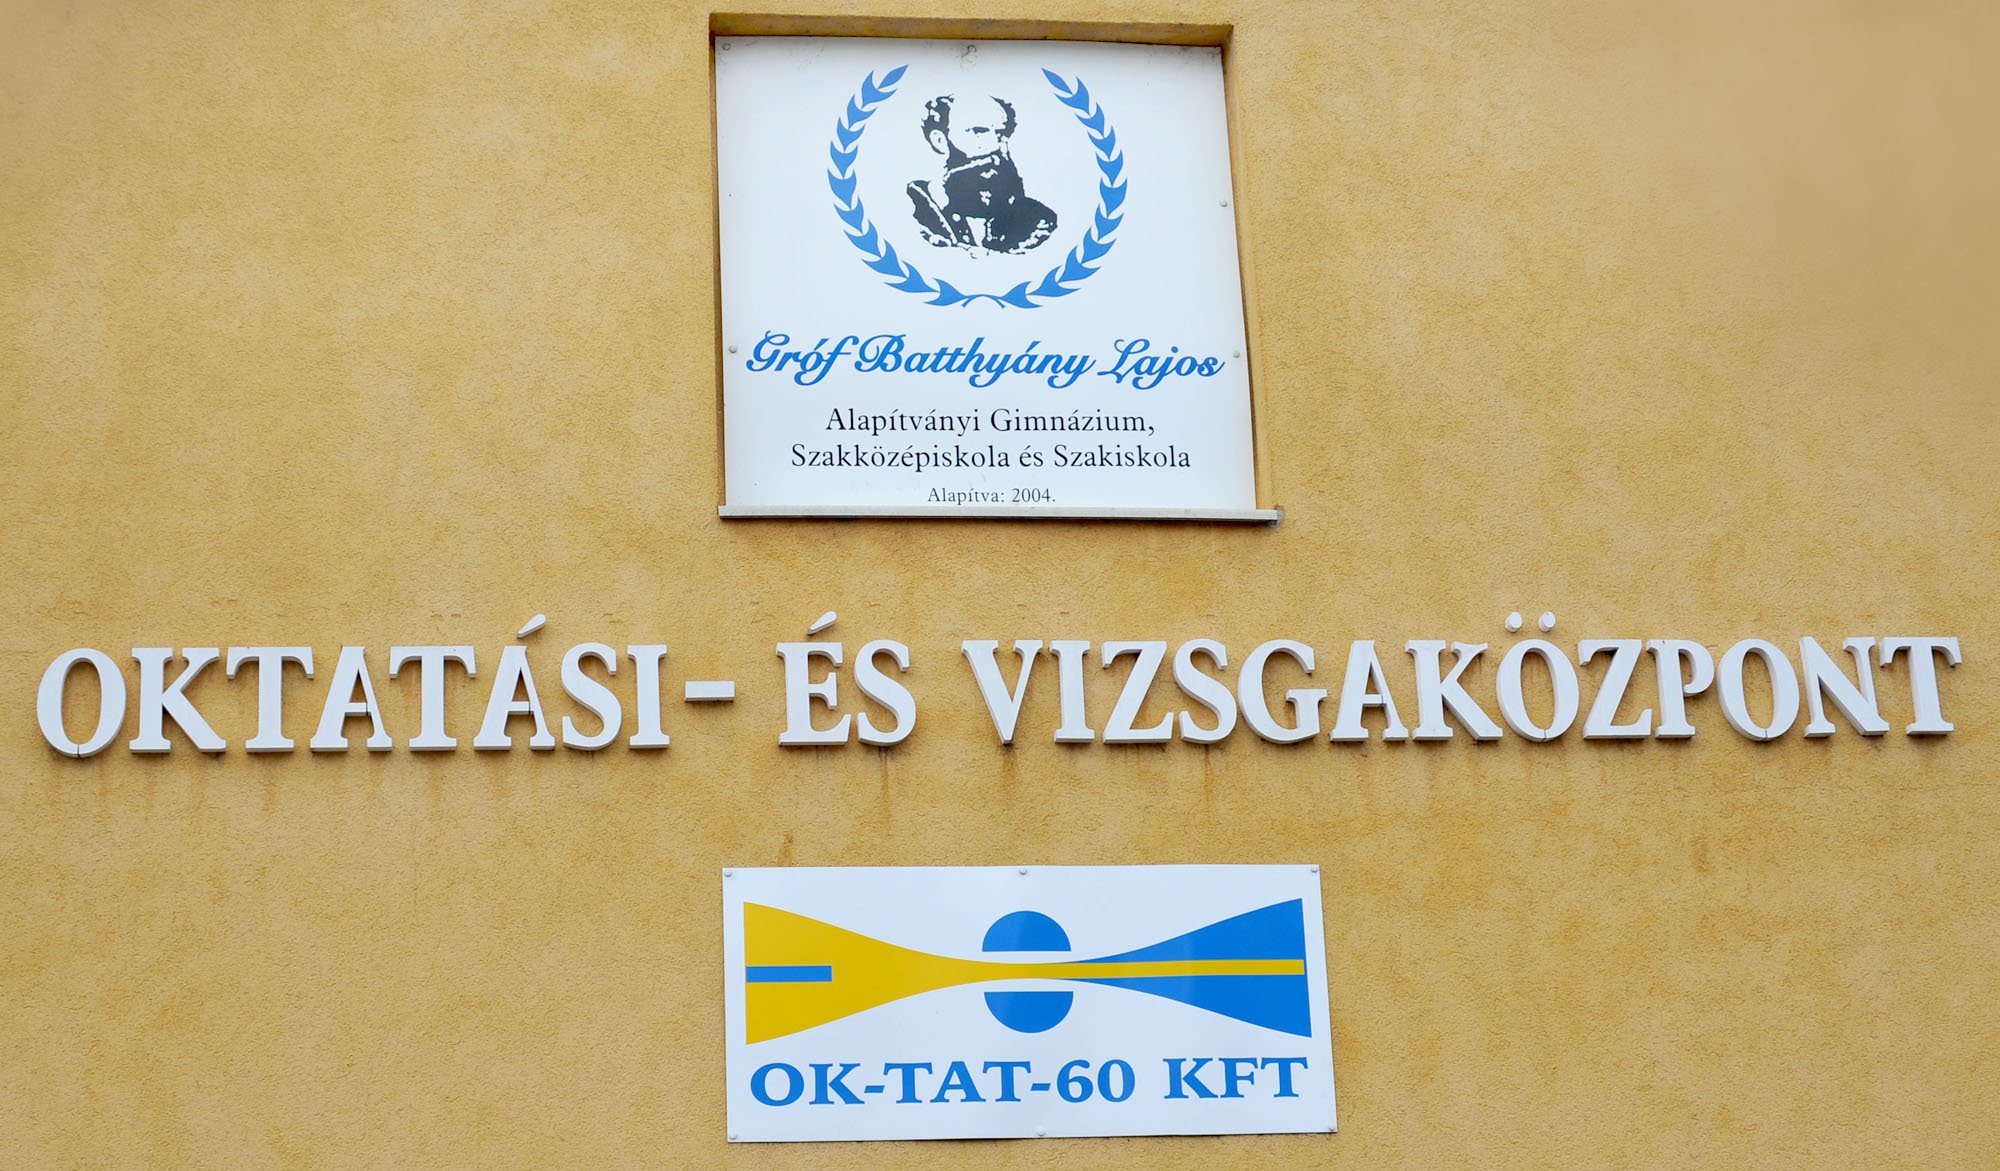 Gróf Batthyány Lajos
Alapítványi Gimnázium,
Szakközépiskola és Szakiskola
Alapítva: 2004.
OKTATÁSI- ÉS VIZSGAKÖZPONT
OK-TAT-60 KFT